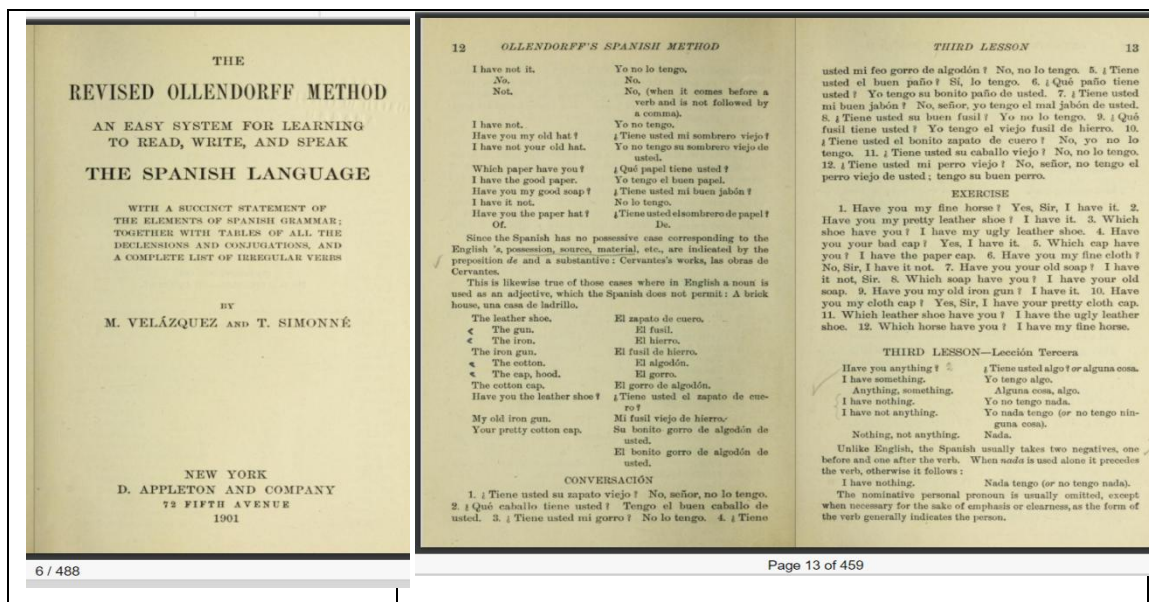 THE
REVISED OLLENDORFF METHOD
AN EASY SYSTEM FOR LEARNING
TO READ, WRITE, AND SPEAK
THE SPANISH LANGUAGE
WITH A SUCCINCT STATEMENT OF
THE ELEMENTS OF SPANISH GRAMMAR;
TOGETHER WITH TABLES OF ALL THE
DECLENSIONS AND CONJUGATIONS, AND
A COMPLETE LIST OF IRREGULAR VERBS
BY
M. VELÁZQUEZ AND T. SIMONNÉ
NEW YORK
D. APPLETON AND COMPANY
72 FIFTH AVENUE
1901
6 / 488
12 OLLENDORFF'S SPANISH METHOD
I have not it. Yo no lo tengo.
No. No.
Not. No, (when it comes before a
verb and is not followed by
a comma).
I have not. Yo no tengo.
Have you my old hat? ¿Tiene usted mi sombrero viejo?
I have not your old hat. Yo no tengo su sombrero viejo de
usted.
Which paper have you? ¿Qué papel tiene usted?
I have the good paper. Yo tengo el buen papel.
Have you my good soap? ¿Tiene usted mi buen jabón?
I have it not. No lo tengo.
Have you the paper hat? ¿Tiene usted el sombrero de papel?
Of. De.
Since the Spanish has no possessive case corresponding to the
English 's, possession, source, material, etc., are indicated by the
preposition de and a substantive: Cervantes's works, las obras de
Cervantes.
This is likewise true of those cases where in English a noun is
used as an adjective, which the Spanish does not permit: A brick
house, una casa de ladrillo.
The leather shoe. El zapato de cuero.
The gun. El fusil.
The iron. El hierro.
The iron gun. El fusil de hierro.
The cotton. El algodón.
The cap, hood. El gorro.
The cotton cap. El gorro de algodón.
Have you the leather shoe? ¿Tiene usted el zapato de cue-
ro?
My old iron gun. Mi fusil viejo de hierro.
Your pretty cotton cap. Su bonito gorro de algodón de
usted.
El bonito gorro de algodón de
usted.
CONVERSACIÓN
1. ¿Tiene usted su zapato viejo? No, señor, no lo tengo.
2. ¿Qué caballo tiene usted? Tengo el buen caballo de
usted. 3. ¿Tiene usted mi gorro? No lo tengo. 4. ¿Tiene
THIRD LESSON 13
usted mi feo gorro de algodón? No, no lo tengo. 5. ¿Tiene
usted el buen paño? Sí, lo tengo. 6. ¿Qué paño tiene
usted? Yo tengo su bonito paño de usted. 7. ¿Tiene usted
mi buen jabón? No, señor, yo tengo el mal jabón de usted.
8. ¿Tiene usted su buen fusil? Yo no lo tengo. 9. ¿Qué
fusil tiene usted? Yo tengo el viejo fusil de hierro. 10.
¿Tiene usted el bonito zapato de cuero? No, yo no lo
tengo. 11. ¿Tiene usted su caballo viejo? No, no lo tengo.
12. ¿Tiene usted mi perro viejo? No, señor, no tengo el
perro viejo de usted; tengo su buen perro.
EXERCISE
1. Have you my fine horse? Yes, Sir, I have it. 2.
Have you my pretty leather shoe? I have it. 3. Which
shoe have you? I have my ugly leather shoe. 4. Have
you your bad cap? Yes, I have it. 5. Which cap have
you? I have the paper cap. 6. Have you my fine cloth?
No, Sir, I have it not. 7. Have you your old soap? I have
it not, Sir. 8. Which soap have you? I have your old
soap. 9. Have you my old iron gun? I have it. 10. Have
you my cloth cap? Yes, Sir, I have your pretty cloth cap.
11. Which leather shoe have you? I have the ugly leather
shoe. 12. Which horse have you? I have my fine horse.
THIRD LESSON—Lección Tercera
Have you anything? ¿Tiene usted algo? or alguna cosa.
I have something. Yo tengo algo.
Anything, something. Alguna cosa, algo.
I have nothing. Yo no tengo nada.
I have not anything. Yo nada tengo (or no tengo nin-
guna cosa).
Nothing, not anything. Nada.
Unlike English, the Spanish usually takes two negatives, one
before and one after the verb. When nada is used alone it precedes
the verb, otherwise it follows:
I have nothing. Nada tengo (or no tengo nada).
The nominative personal pronoun is usually omitted, except
when necessary for the sake of emphasis or clearness, as the form of
the verb generally indicates the person.
Page 13 of 459